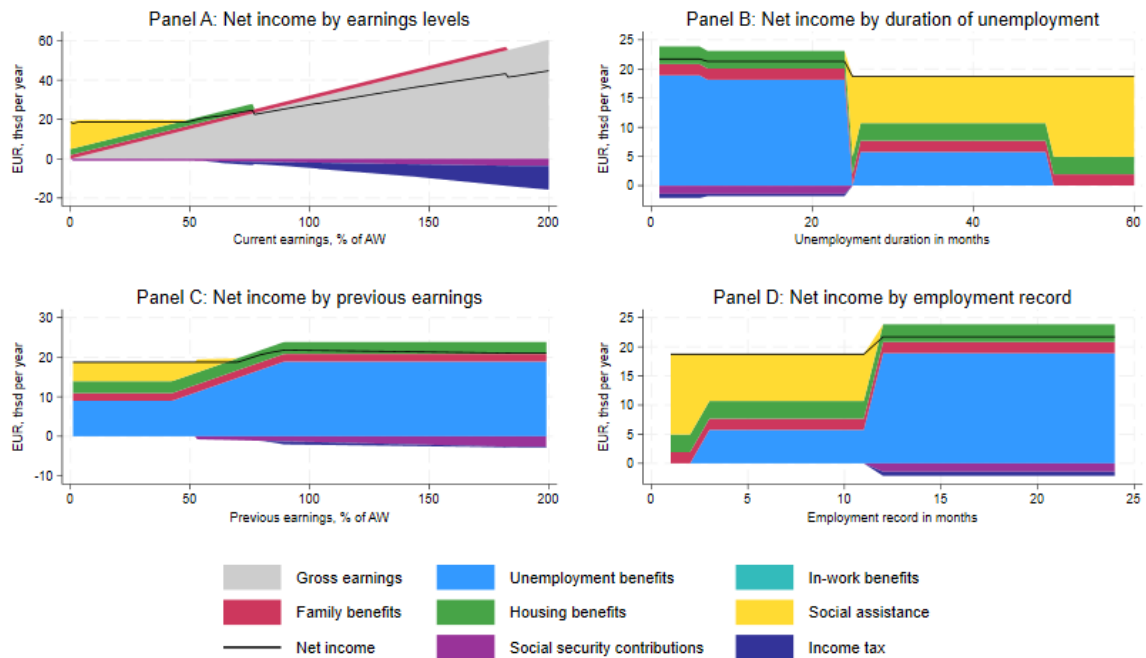 Panel A: Net income by earnings levels
EUR, thsd per year
60
40
20
0
-20
0
50
100
150
200
Current earnings, % of AW
Panel B: Net income by duration of unemployment
EUR, thsd per year
25
20
15
10
5
0
0
20
40
60
Unemployment duration in months
Panel C: Net income by previous earnings
EUR, thsd per year
30
20
10
0
-10
0
50
100
150
200
Previous earnings, % of AW
Panel D: Net income by employment record
EUR, thsd per year
25
20
15
10
5
0
0
5
10
15
20
25
Employment record in months
Gross earnings
Unemployment benefits
In-work benefits
Family benefits
Housing benefits
Social assistance
Net income
Social security contributions
Income tax